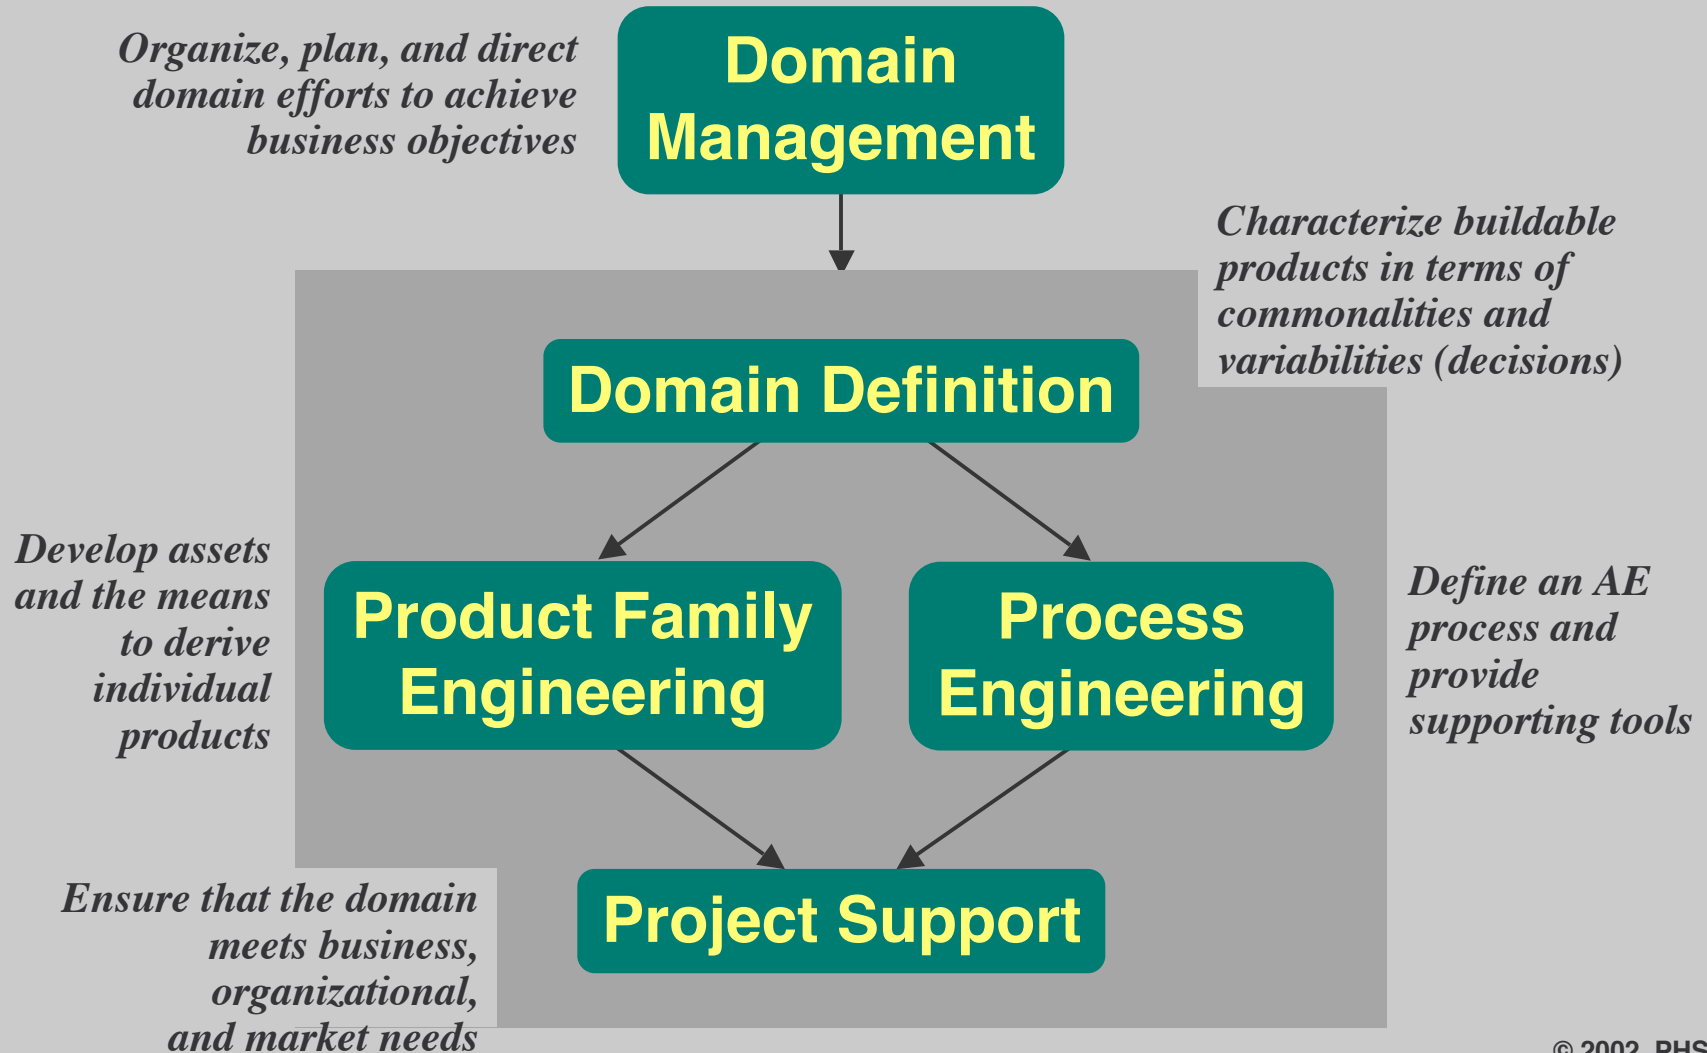 Organize, plan, and direct
domain efforts to achieve
business objectives
Domain
Management
Characterize buildable
products in terms of
commonalities and
variabilities (decisions)
Domain Definition
Develop assets
and the means
to derive
individual
products
Product Family
Engineering
Process
Engineering
Define an AE
process and
provide
supporting tools
Ensure that the domain
meets business,
organizational,
and market needs
Project Support
© 2002, PHS